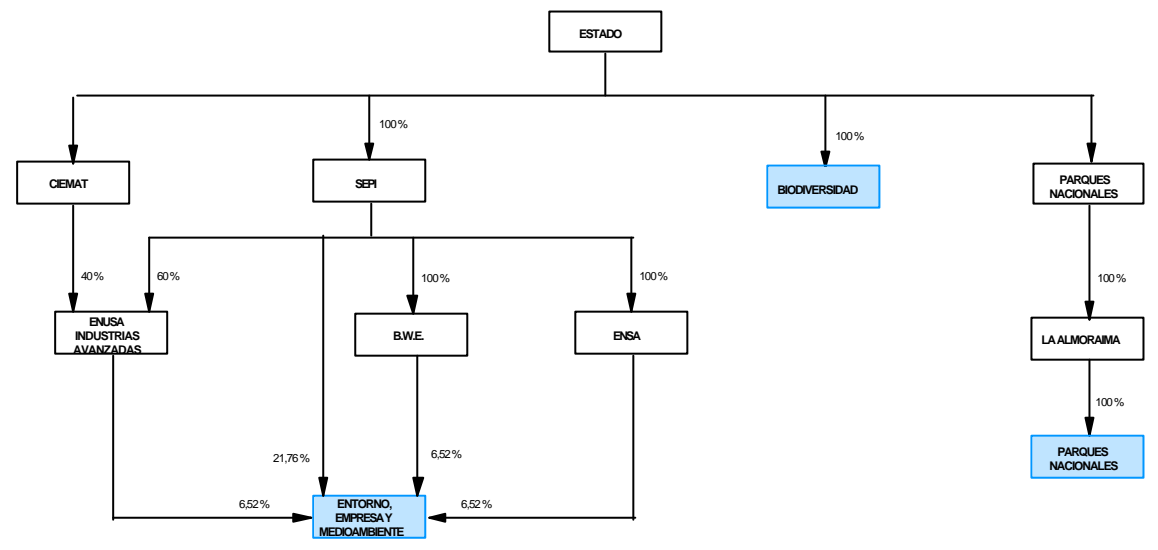 ESTADO
100%
100%
CIEMAT
SEPI
BIODIVERSIDAD
PARQUES
NACIONALES
40%
60%
100%
100%
100%
ENUSA
INDUSTRIAS
AVANZADAS
B.W.E.
ENSA
LA ALMORAIMA
100%
21,76%
6,52%
PARQUES
NACIONALES
6,52%
6,52%
ENTORNO,
EMPRESA Y
MEDIOAMBIENTE